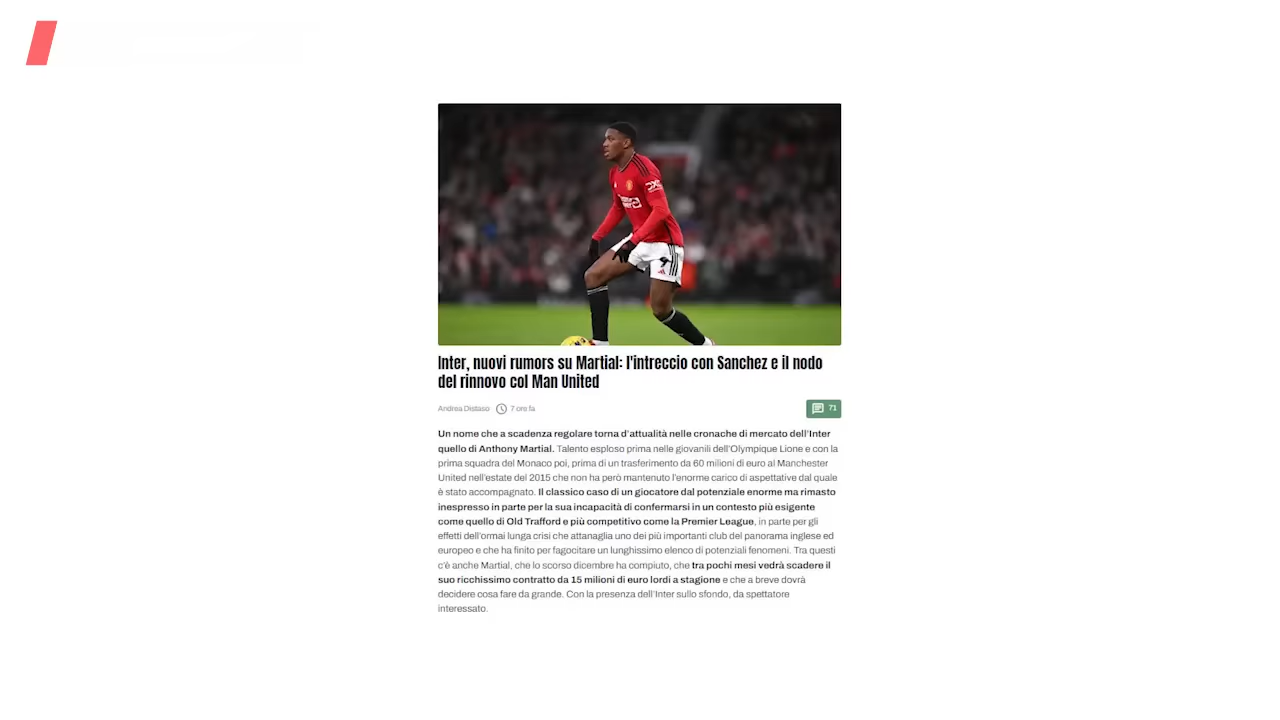 Inter, nuovi rumors su Martial: l'intreccio con Sanchez e il nodo
del rinnovo col Man United
Andrea Distaso 7 ore fa 71
Un nome che a scadenza regolare torna d'attualità nelle cronache di mercato dell'Inter
quello di Anthony Martial. Talento esploso prima nelle giovanili dell'Olympique Lione e con la
prima squadra del Monaco poi, prima di un trasferimento da 60 milioni di euro al Manchester
United nell'estate del 2015 che non ha però mantenuto l'enorme carico di aspettative dal quale
è stato accompagnato. Il classico caso di un giocatore dal potenziale enorme ma rimasto
inespresso in parte per la sua incapacità di confermarsi in un contesto più esigente
come quello di Old Trafford e più competitivo come la Premier League, in parte per gli
effetti dell'ormai lunga crisi che attanaglia uno dei più importanti club del panorama inglese ed
europeo e che ha finito per fagocitare un lunghissimo elenco di potenziali fenomeni. Tra questi
c'è anche Martial, che lo scorso dicembre ha compiuto, che tra pochi mesi vedrà scadere il
suo ricchissimo contratto da 15 milioni di euro lordi a stagione e che a breve dovrà
decidere cosa fare da grande. Con la presenza dell'Inter sullo sfondo, da spettatore
interessato.